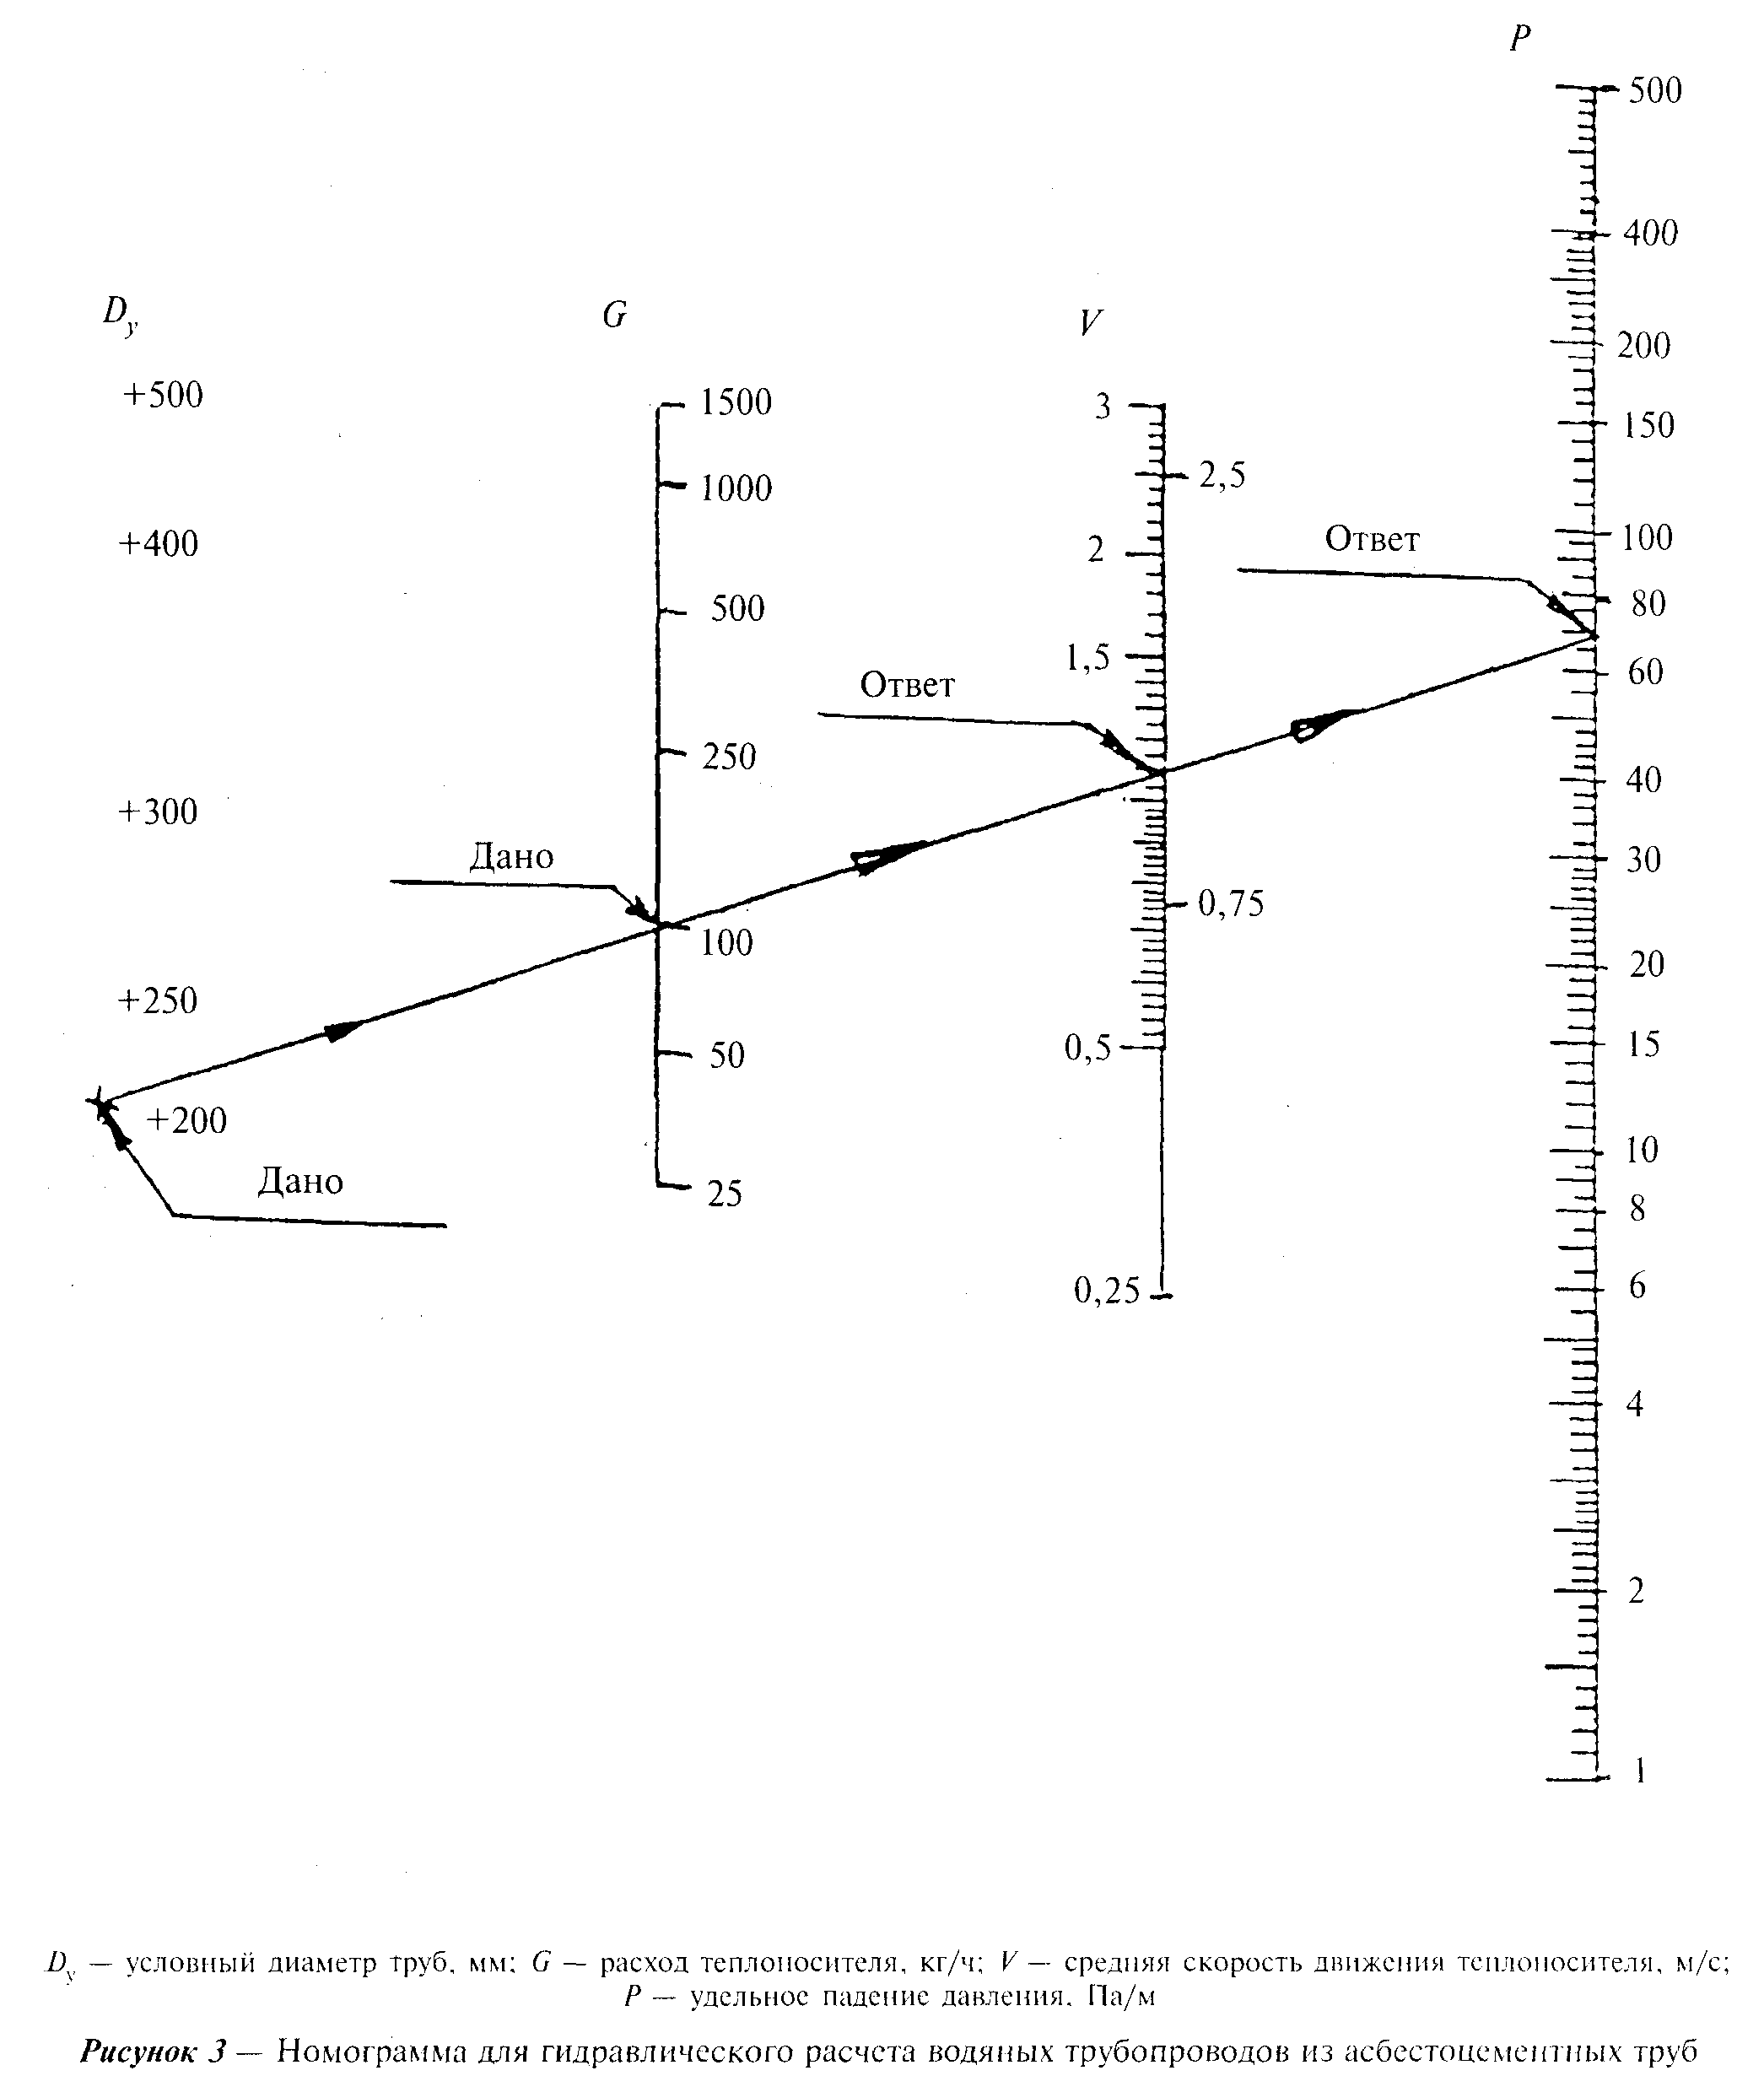 P
500
400
D_y G V
200
+500 1500 3 150
1000 2,5
+400 2 Ответ 100
500 80
1,5 60
Ответ
250 40
+300
Дано 30
0,75
100 20
+250
50 0,5 15
+200 10
Дано 25 8
0,25 6
4
2
1
D_y — условный диаметр труб, мм; G — расход теплоносителя, кг/ч; V — средняя скорость движения теплоносителя, м/с;
P — удельное падение давления, Па/м
Рисунок 3 — Номограмма для гидравлического расчета водяных трубопроводов из асбестоцементных труб